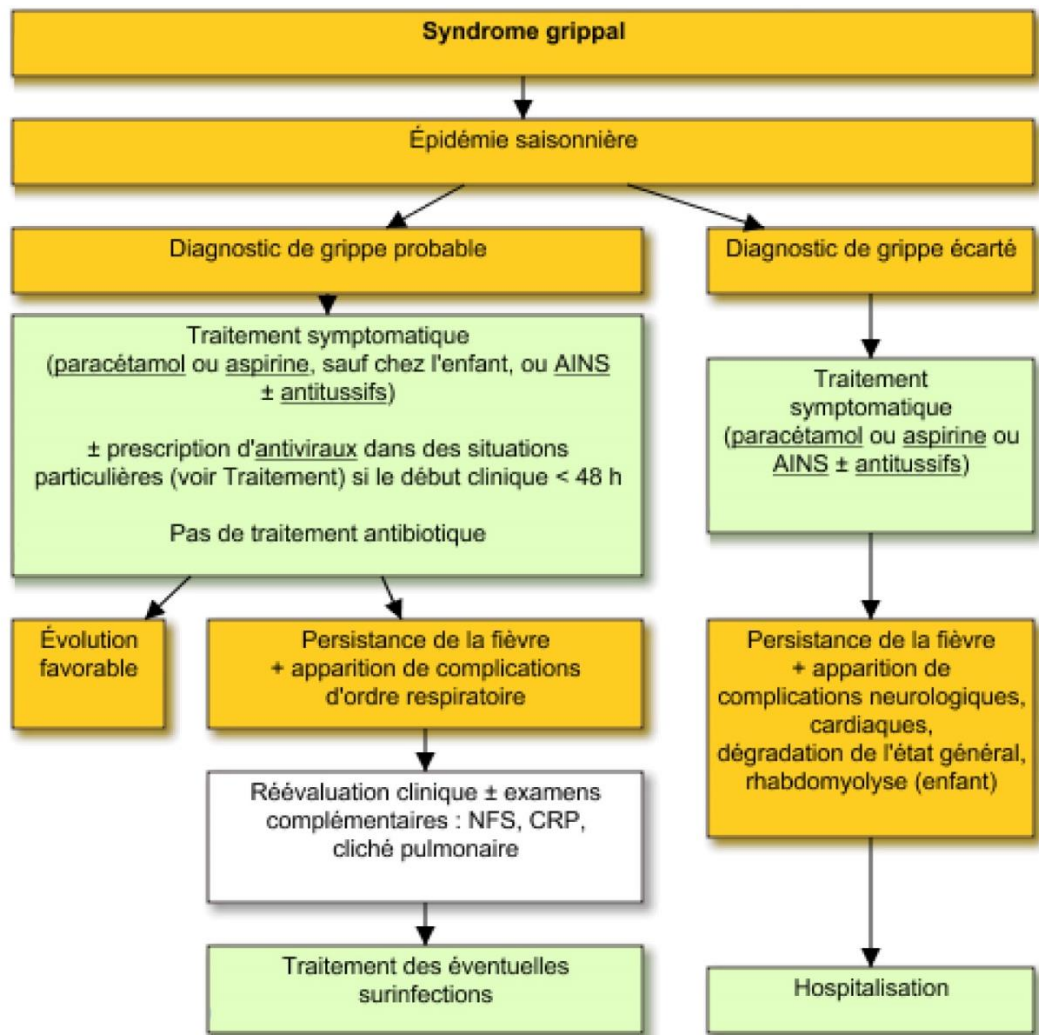 Syndrome grippal
Épidémie saisonnière
Diagnostic de grippe probable
Diagnostic de grippe écarté
Traitement symptomatique
(paracétamol ou aspirine, sauf chez l'enfant, ou AINS
± antitussifs)
± prescription d'antiviraux dans des situations
particulières (voir Traitement) si le début clinique < 48 h
Pas de traitement antibiotique
Traitement
symptomatique
(paracétamol ou aspirine ou
AINS ± antitussifs)
Évolution
favorable
Persistance de la fièvre
+ apparition de complications
d'ordre respiratoire
Persistance de la fièvre
+ apparition de
complications neurologiques,
cardiaques,
dégradation de l'état général,
rhabdomyolyse (enfant)
Réévaluation clinique ± examens
complémentaires : NFS, CRP,
cliché pulmonaire
Traitement des éventuelles
surinfections
Hospitalisation